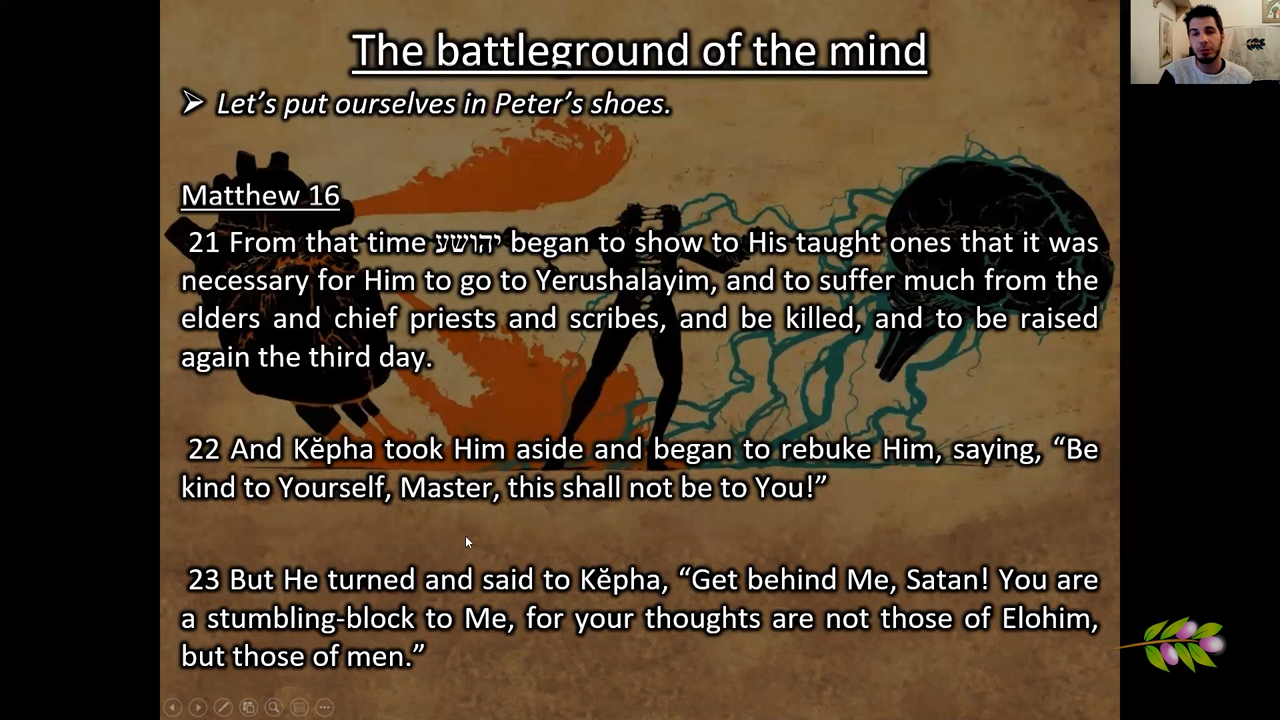 The battleground of the mind
➢ Let’s put ourselves in Peter’s shoes.
Matthew 16
21 From that time יהושע began to show to His taught ones that it was
necessary for Him to go to Yerushalayim, and to suffer much from the
elders and chief priests and scribes, and be killed, and to be raised
again the third day.
22 And Kĕpha took Him aside and began to rebuke Him, saying, “Be
kind to Yourself, Master, this shall not be to You!”
23 But He turned and said to Kĕpha, “Get behind Me, Satan! You are
a stumbling-block to Me, for your thoughts are not those of Elohim,
but those of men.”